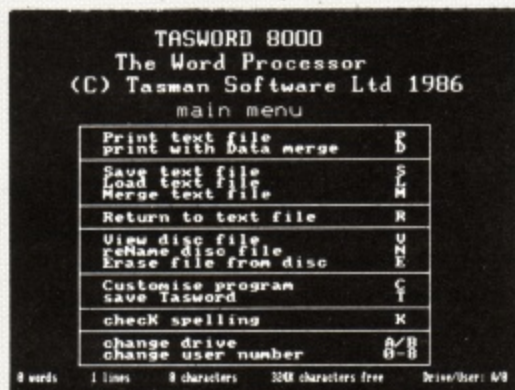 TASWORD 8000
The Word Processor
(C) Tasman Software Ltd 1986
main menu
Print text file P
print with Data merge D
Save text file S
Load text file L
Merge text file M
Return to text file R
View disc file V
reName disc file N
Erase file from disc E
Customise program C
save Tasword T
checK spelling K
change drive A/B
change user number 0-8
0 words 1 lines 0 characters characters free Drive/User: A/0